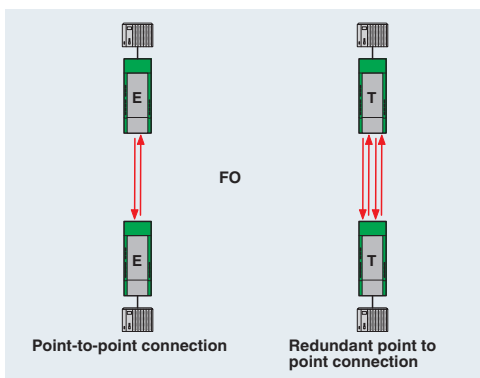 E
T
FO
E
T
Point-to-point connection
Redundant point to
point connection